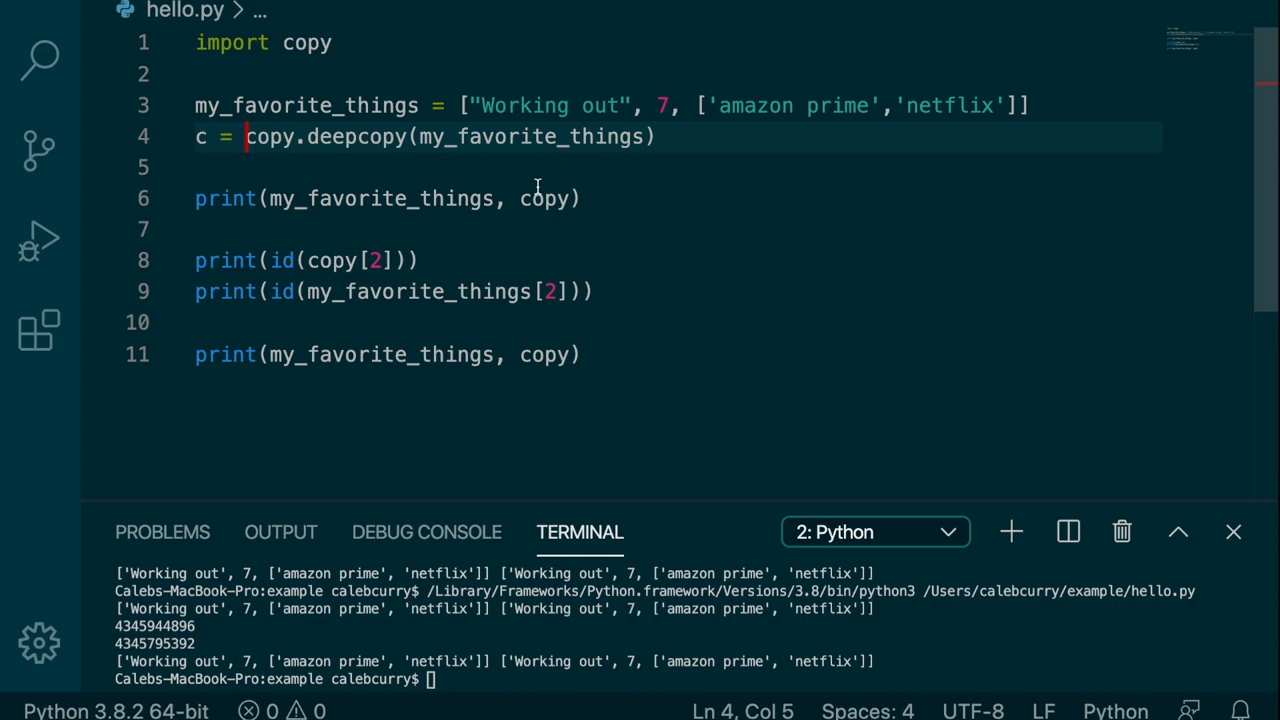 hello.py > ...
1 import copy
2
3 my_favorite_things = ["Working out", 7, ['amazon prime','netflix']]
4 c = copy.deepcopy(my_favorite_things)
5
6 print(my_favorite_things, copy)
7
8 print(id(copy[2]))
9 print(id(my_favorite_things[2]))
10
11 print(my_favorite_things, copy)
PROBLEMS OUTPUT DEBUG CONSOLE TERMINAL 2: Python
['Working out', 7, ['amazon prime', 'netflix']] ['Working out', 7, ['amazon prime', 'netflix']]
Calebs-MacBook-Pro:example calebcurry$ /Library/Frameworks/Python.framework/Versions/3.8/bin/python3 /Users/calebcurry/example/hello.py
['Working out', 7, ['amazon prime', 'netflix']] ['Working out', 7, ['amazon prime', 'netflix']]
4345944896
4345795392
['Working out', 7, ['amazon prime', 'netflix']] ['Working out', 7, ['amazon prime', 'netflix']]
Calebs-MacBook-Pro:example calebcurry$
Python 3.8.2 64-bit 0 0 Ln 4, Col 5 Spaces: 4 UTF-8 LF Python